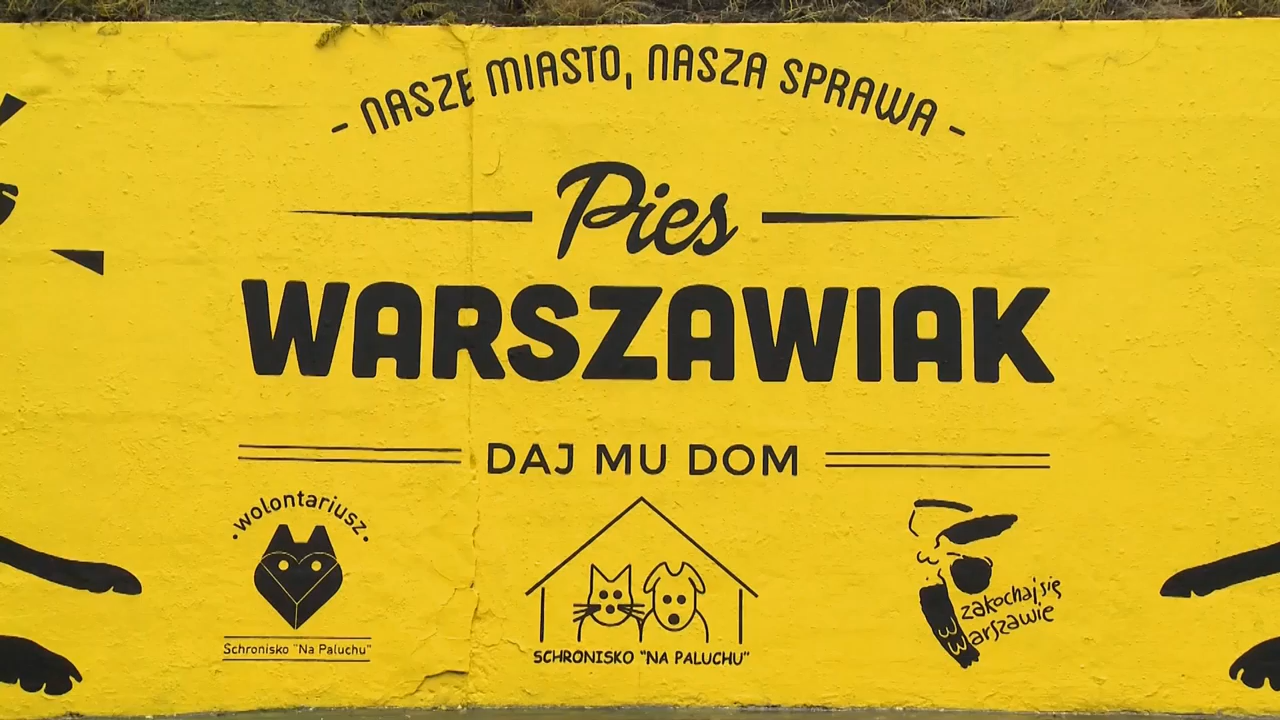 - NASZE MIASTO, NASZA SPRAWA -
Pies
WARSZAWIAK
DAJ MU DOM
·wolontariusz·
Schronisko "Na Paluchu"
SCHRONISKO "NA PALUCHU"
zakochaj się
w Warszawie